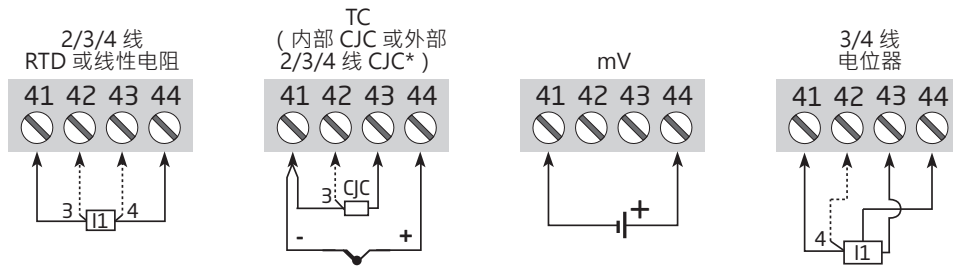 2/3/4 线
RTD 或线性电阻
41 42 43 44
3 I1 4
TC
( 内部 CJC 或外部
2/3/4 线 CJC* )
41 42 43 44
3 CJC
- +
mV
41 42 43 44
+
3/4 线
电位器
41 42 43 44
4 I1